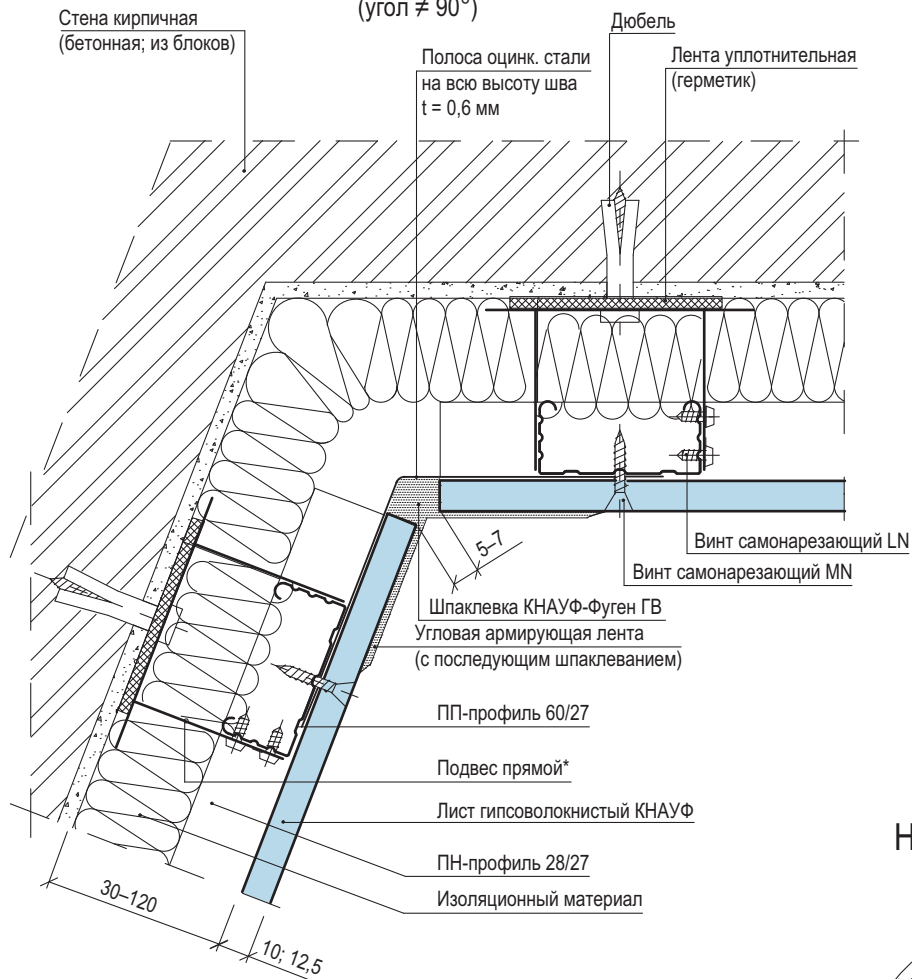 (угол ≠ 90°)
Стена кирпичная
(бетонная; из блоков)
Дюбель
Полоса оцинк. стали
на всю высоту шва
t = 0,6 мм
Лента уплотнительная
(герметик)
5–7
Винт самонарезающий LN
Винт самонарезающий MN
Шпаклевка КНАУФ-Фуген ГВ
Угловая армирующая лента
(с последующим шпаклеванием)
ПП-профиль 60/27
Подвес прямой*
Лист гипсоволокнистый КНАУФ
Н
ПН-профиль 28/27
Изоляционный материал
30–120
10; 12,5